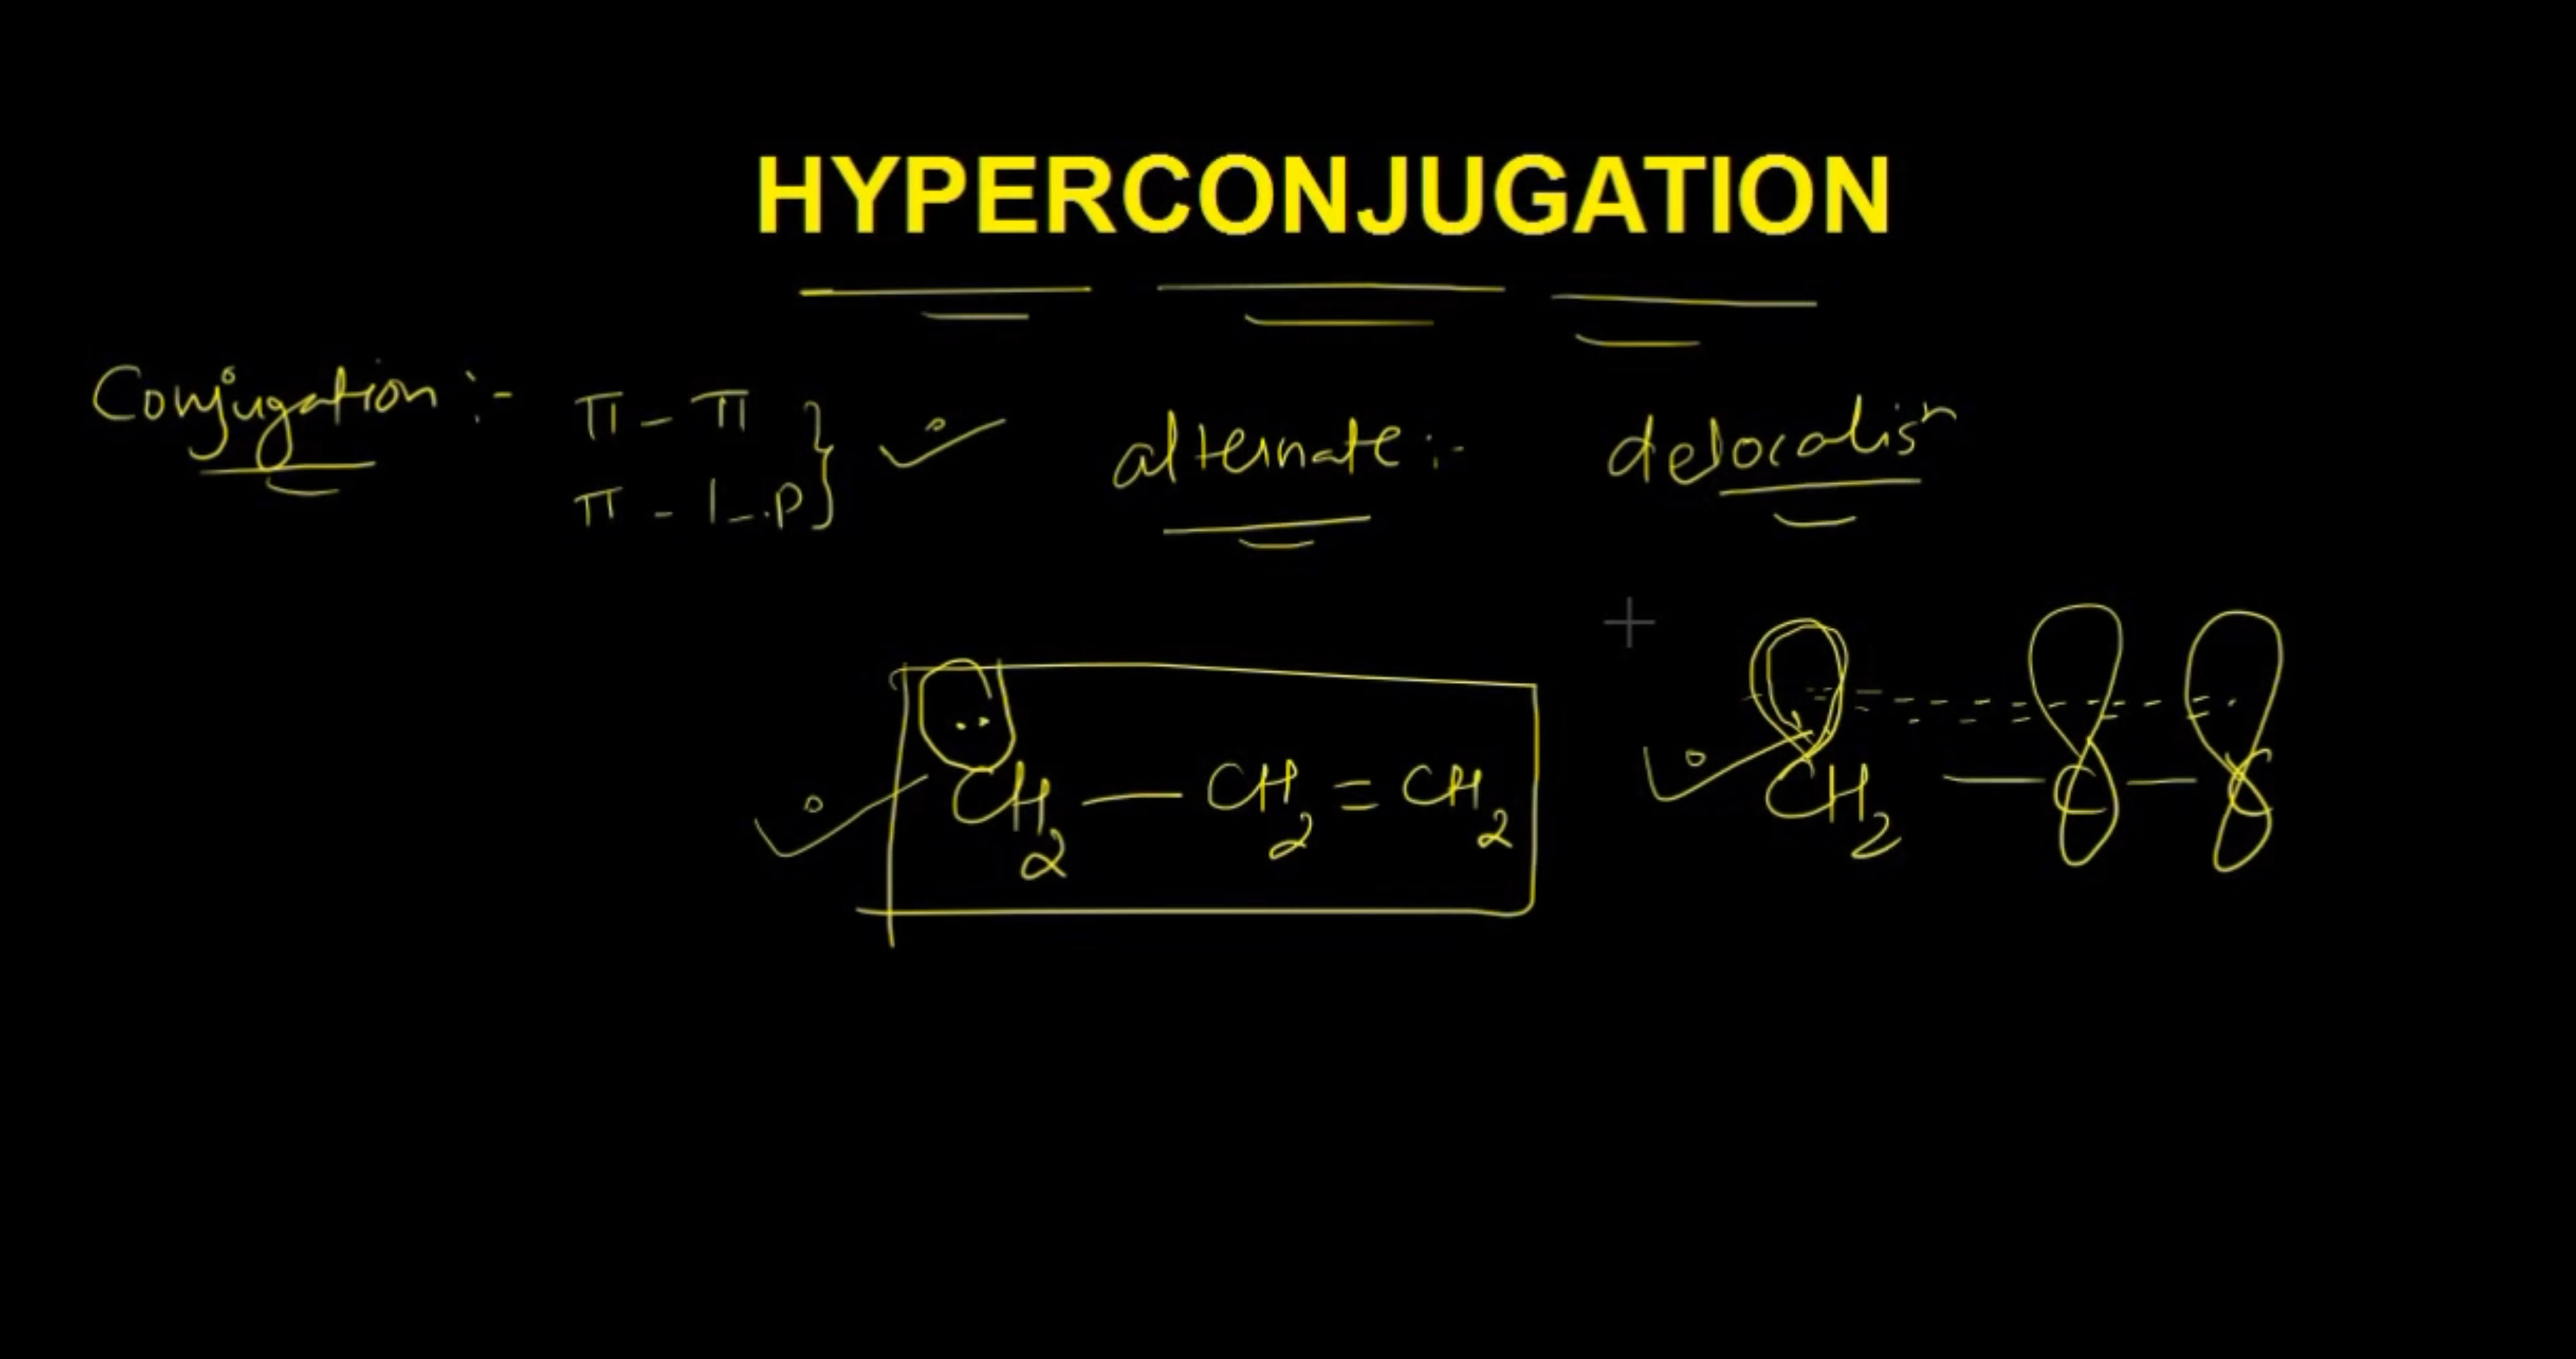 HYPERCONJUGATION
Conjugation :- π - π } alternate :- delocalisn
π - l.p
CH2 — CH2 = CH2
CH2 — C — C